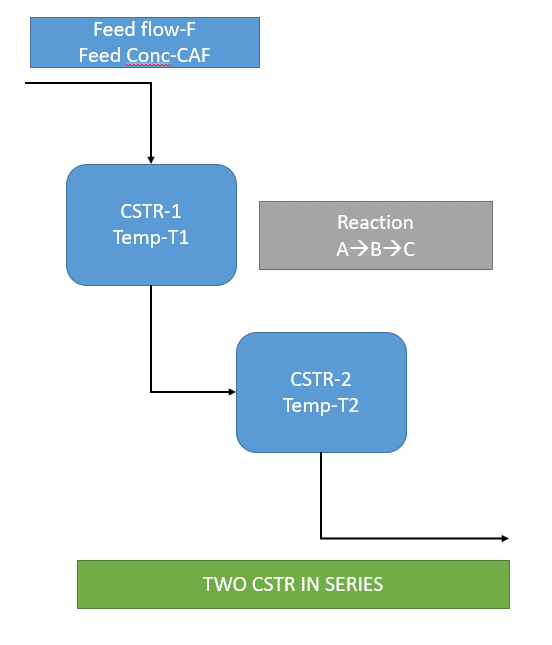 Feed flow-F
Feed Conc-CAF
CSTR-1
Temp-T1
Reaction
A→B→C
CSTR-2
Temp-T2
TWO CSTR IN SERIES